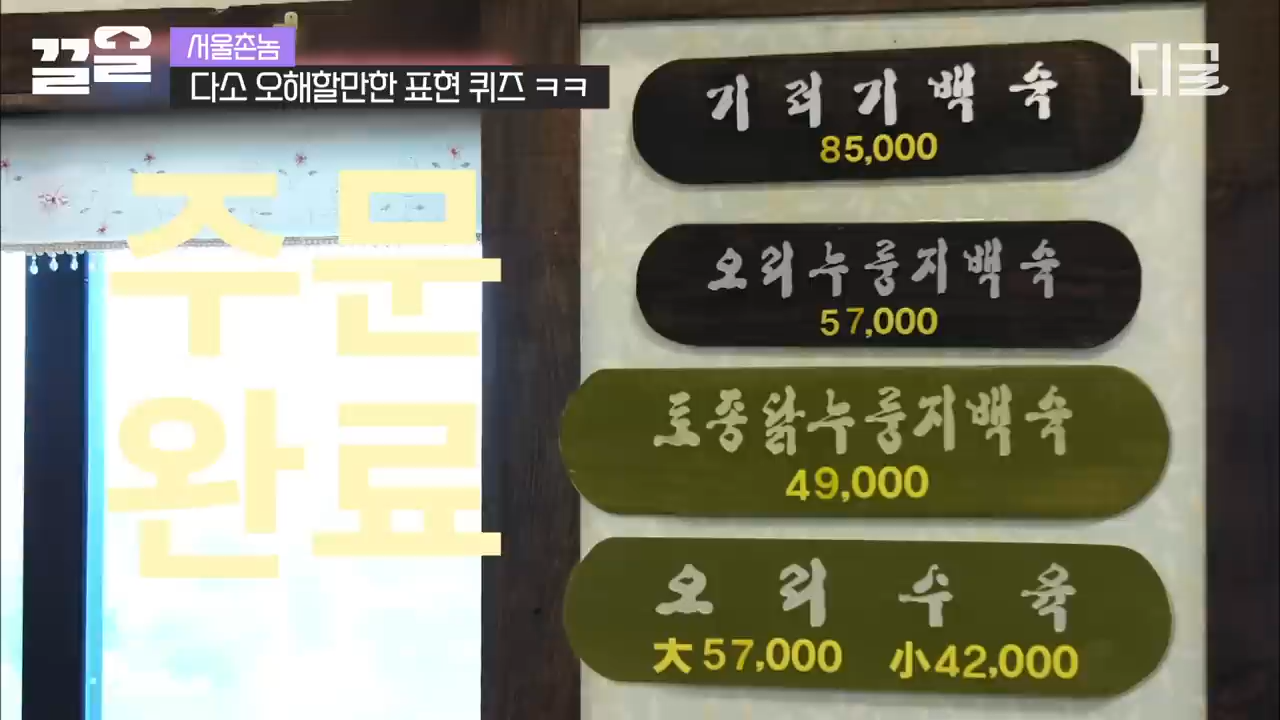 끌올
서울촌놈
다소 오해할만한 표현 퀴즈 ㅋㅋ
디글
주문
완료
기러기백숙
85,000
오리누룽지백숙
57,000
토종닭누룽지백숙
49,000
오리수육
大 57,000 小 42,000